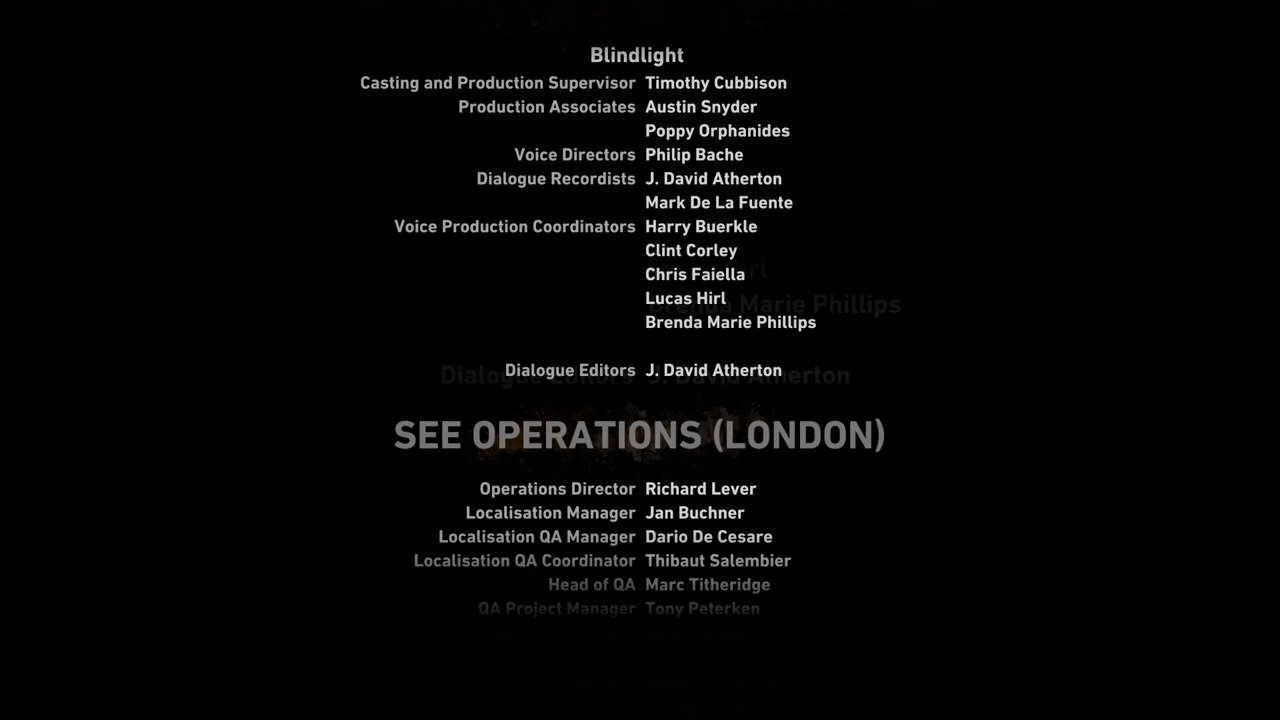 Blindlight
Casting and Production Supervisor Timothy Cubbison
Production Associates Austin Snyder
Poppy Orphanides
Voice Directors Philip Bache
Dialogue Recordists J. David Atherton
Mark De La Fuente
Voice Production Coordinators Harry Buerkle
Clint Corley
Chris Faiella
Lucas Hirl
Brenda Marie Phillips
Dialogue Editors J. David Atherton
SEE OPERATIONS (LONDON)
Operations Director Richard Lever
Localisation Manager Jan Buchner
Localisation QA Manager Dario De Cesare
Localisation QA Coordinator Thibaut Salembier
Head of QA Marc Titheridge
QA Project Manager Tony Peterken